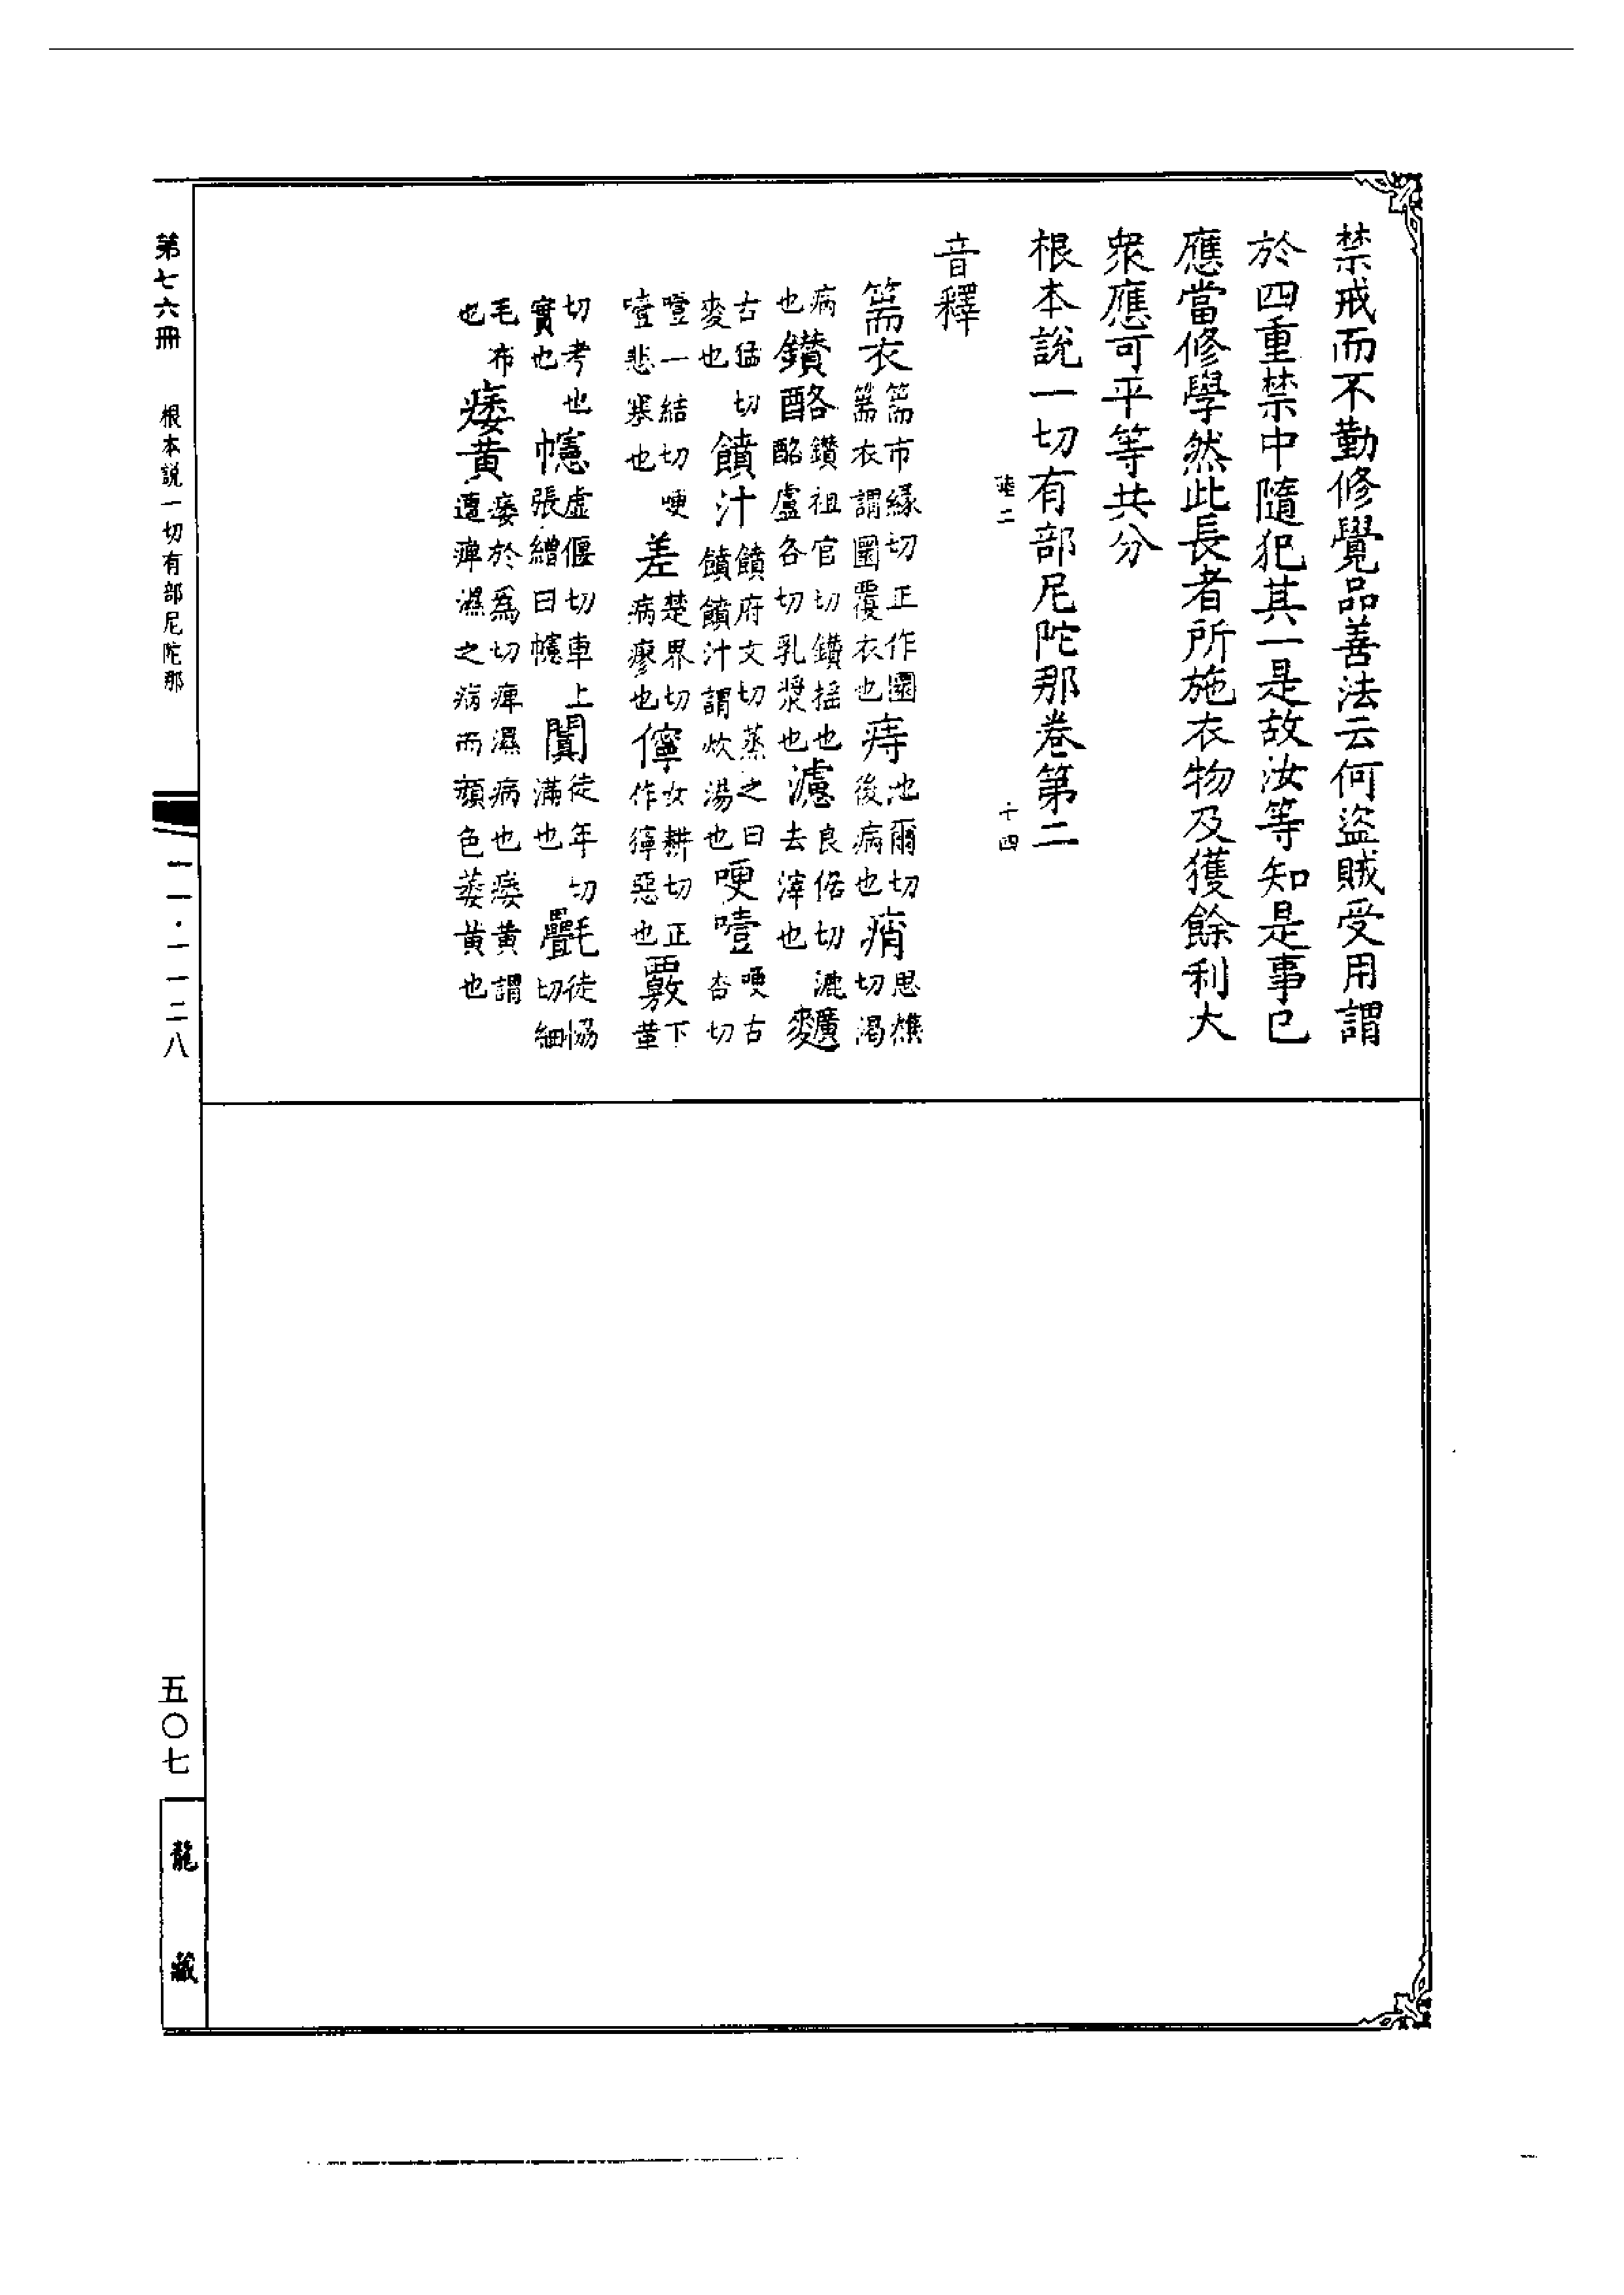 禁戒而不勤修覺品善法云何盜賊受用謂
於四重禁中隨犯其一是故汝等知是事已
應當修學然此長者所施衣物及獲餘利大
衆應可平等共分
根本說一切有部尼陀那卷第二
陸二 十四
音釋
篅衣篅市緣切正作圌篅衣謂圌覆衣也痔池爾切後病也痟思樵切渴
病也鑽酪鑽祖官切鑽搖也酪盧各切乳漿也濾良倨切漉去滓也䴷
古猛切麥也饙汁饙府文切蒸之曰饙饙汁謂炊湯也哽噎哽古杏切
噎一結切哽噎悲塞也差楚界切病瘳也儜女耕切正作獰惡也覈下革
切考也實也幰虛偃切車上張繒曰幰闐徒年切滿也㲲徒協切細
毛布也痿黃痿於爲切痺濕病也痿黃謂遭痺濕之病而顏色萎黃也
第七六冊 根本說一切有部尼陀那
一一·一一二八
五〇七
龍藏